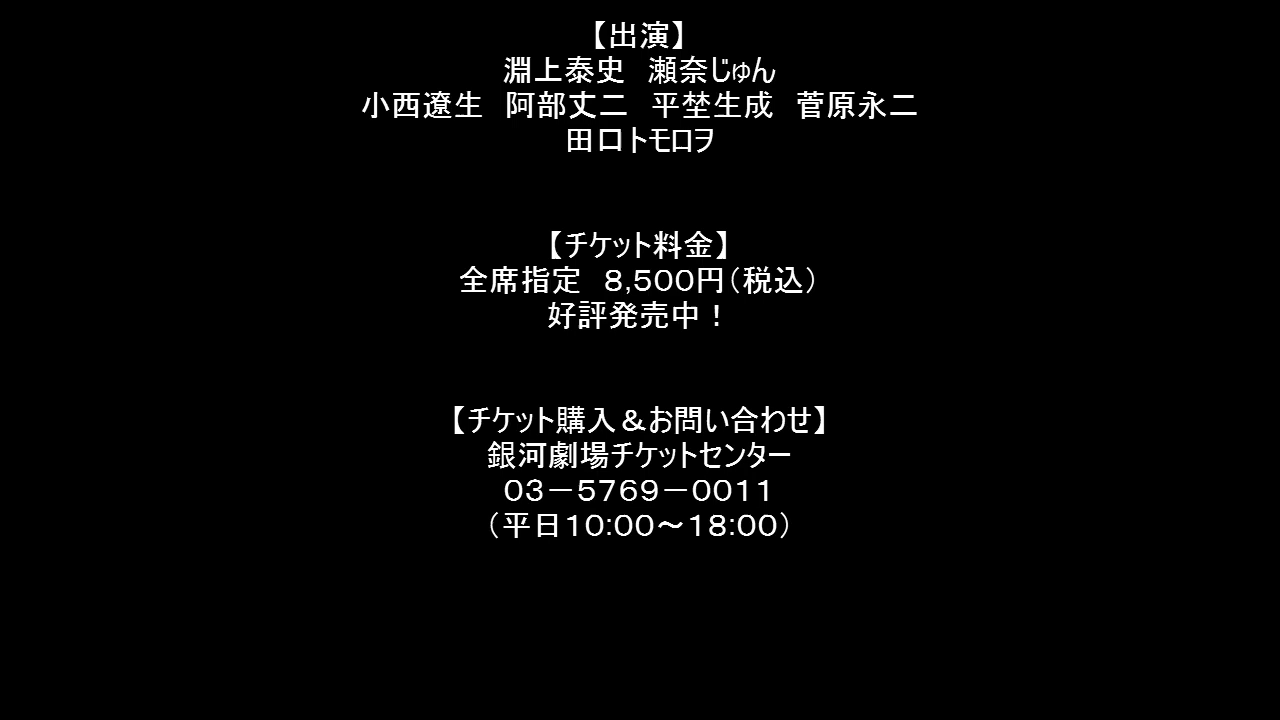 【出演】
淵上泰史　瀬奈じゅん
小西遼生　阿部丈二　平埜生成　菅原永二
田口トモロヲ
【チケット料金】
全席指定　８,５００円（税込）
好評発売中！
【チケット購入＆お問い合わせ】
銀河劇場チケットセンター
０３－５７６９－００１１
（平日１０:００～１８:００）